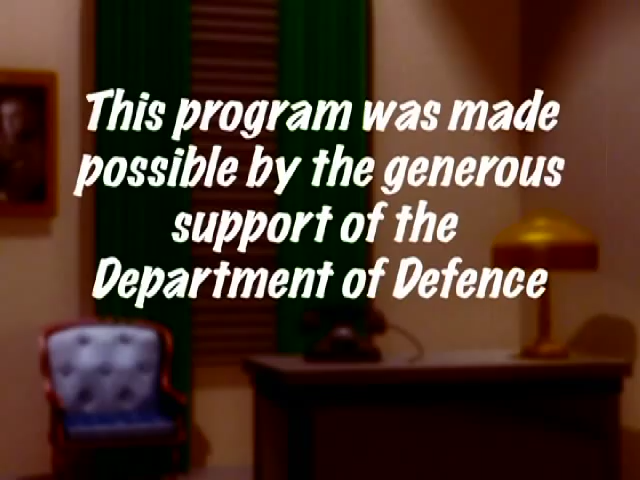 This program was made
possible by the generous
support of the
Department of Defence